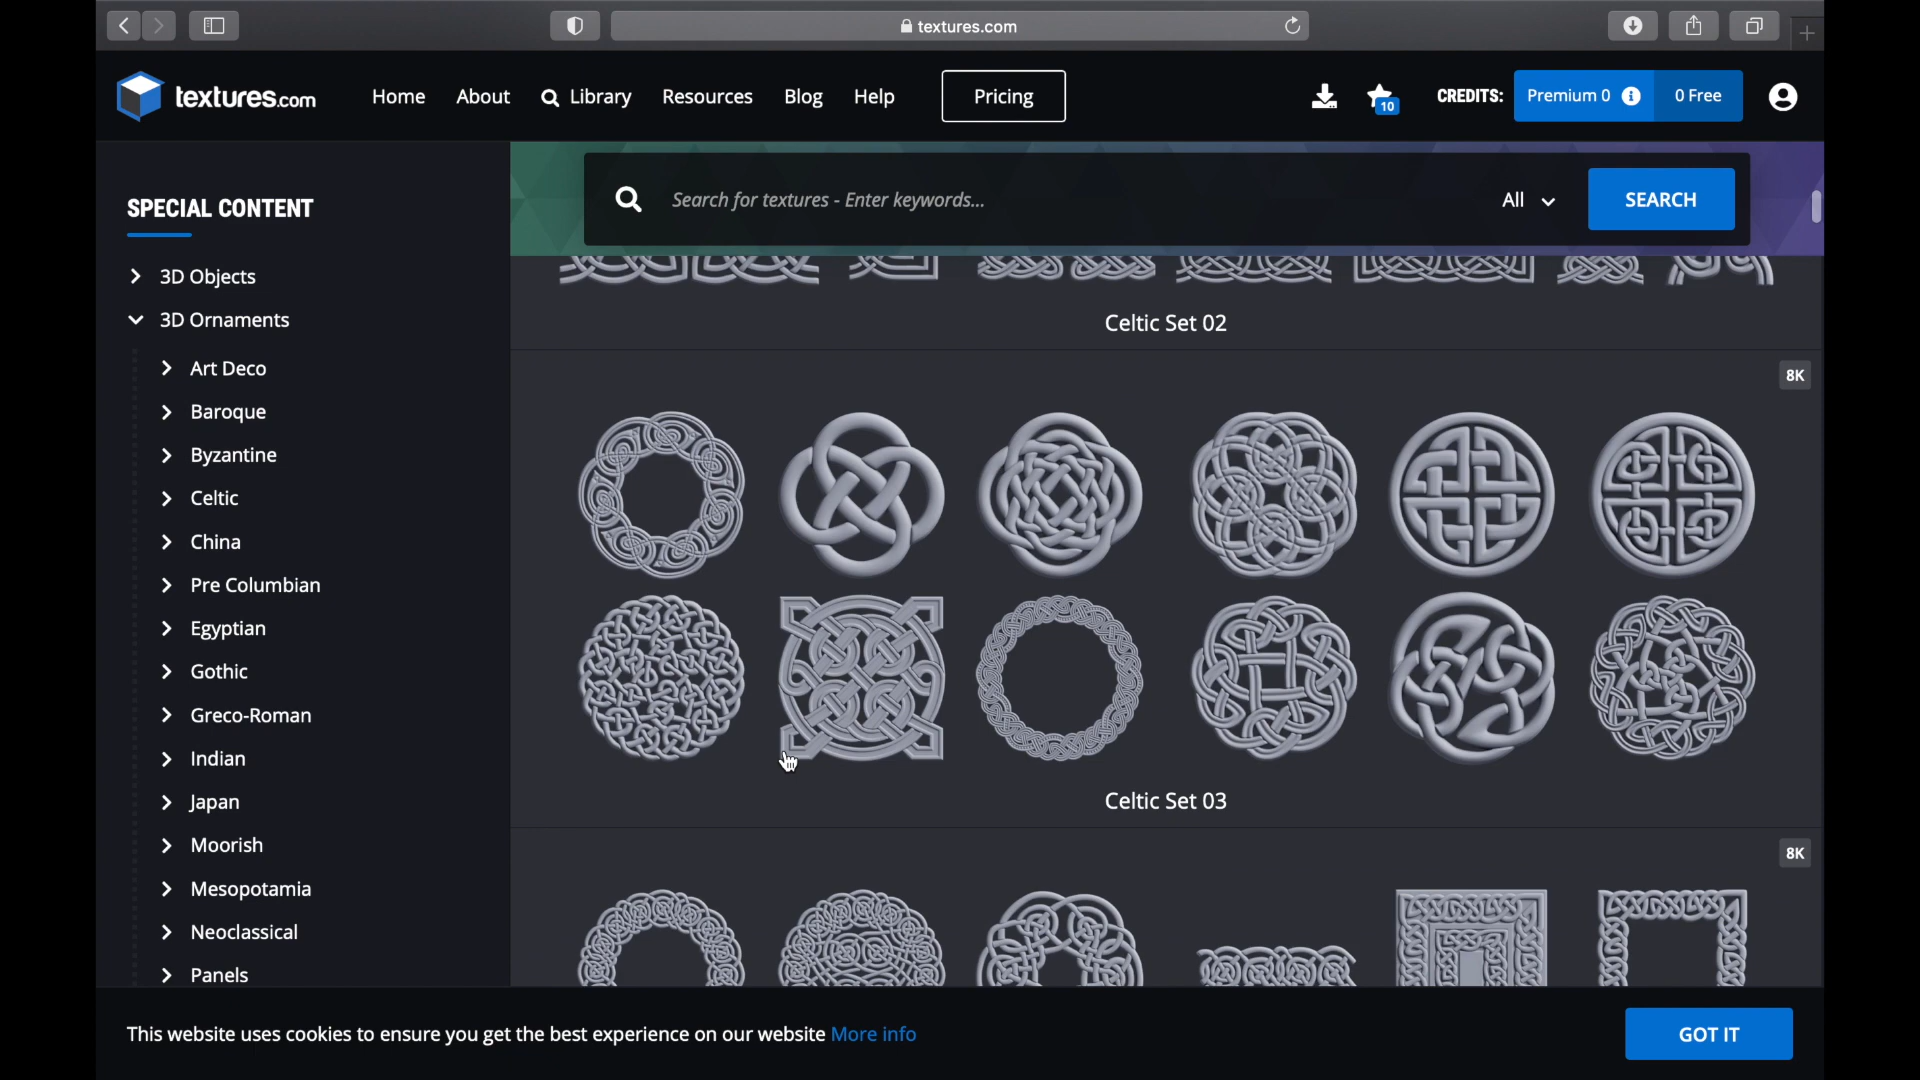 textures.com
textures.com Home About Library Resources Blog Help Pricing 10 CREDITS: Premium 0 0 Free
SPECIAL CONTENT
Search for textures - Enter keywords... All SEARCH
3D Objects
3D Ornaments
Art Deco
Baroque
Byzantine
Celtic
China
Pre Columbian
Egyptian
Gothic
Greco-Roman
Indian
Japan
Moorish
Mesopotamia
Neoclassical
Panels
Celtic Set 02
8K
Celtic Set 03
8K
This website uses cookies to ensure you get the best experience on our website More info
GOT IT